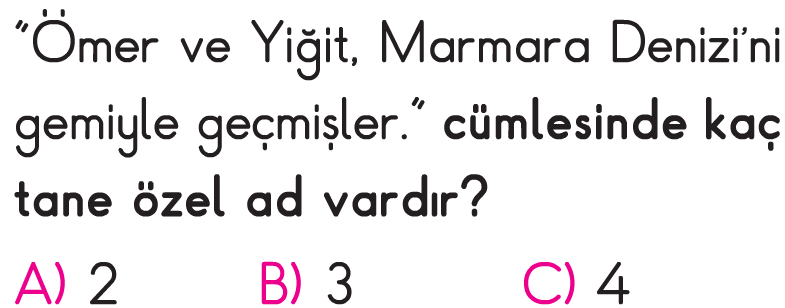 "Ömer ve Yiğit, Marmara Denizi'ni
gemiyle geçmişler." cümlesinde kaç
tane özel ad vardır?
A) 2 B) 3 C) 4